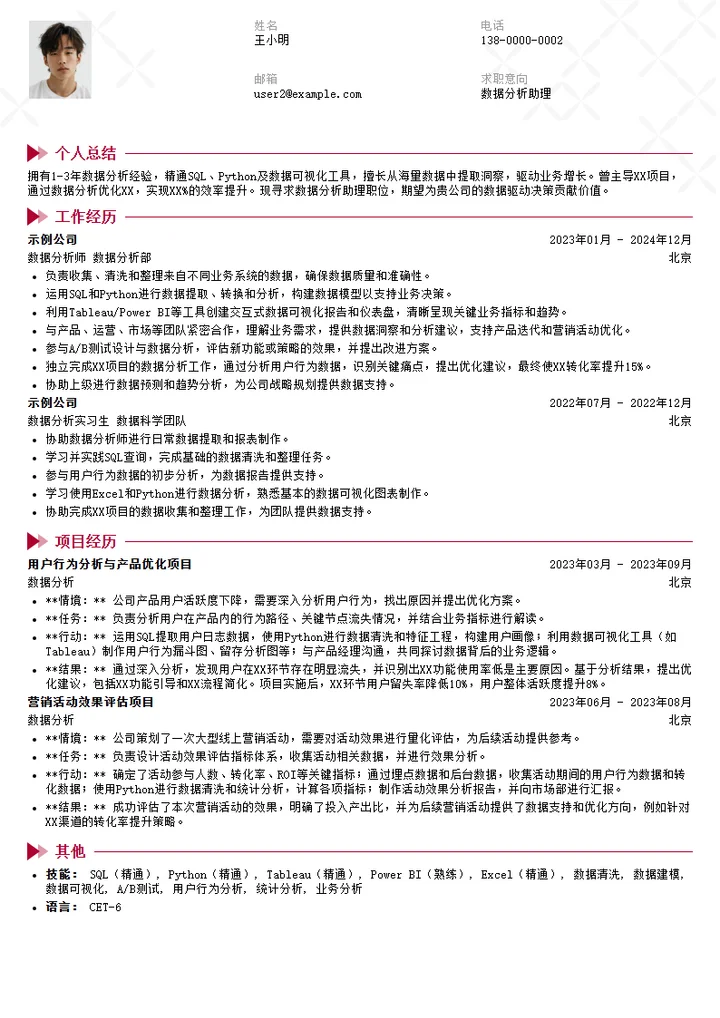 姓名
王小明
电话
138-0000-0002
邮箱
user2@example.com
求职意向
数据分析助理
个人总结
拥有1-3年数据分析经验，精通SQL、Python及数据可视化工具，擅长从海量数据中提取洞察，驱动业务增长。曾主导XX项目，
通过数据分析优化XX，实现XX%的效率提升。现寻求数据分析助理职位，期望为贵公司的数据驱动决策贡献价值。
工作经历
示例公司 2023年01月 - 2024年12月
数据分析师 数据分析部 北京
• 负责收集、清洗和整理来自不同业务系统的数据，确保数据质量和准确性。
• 运用SQL和Python进行数据提取、转换和分析，构建数据模型以支持业务决策。
• 利用Tableau/Power BI等工具创建交互式数据可视化报告和仪表盘，清晰呈现关键业务指标和趋势。
• 与产品、运营、市场等团队紧密合作，理解业务需求，提供数据洞察和分析建议，支持产品迭代和营销活动优化。
• 参与A/B测试设计与数据分析，评估新功能或策略的效果，并提出改进方案。
• 独立完成XX项目的数据分析工作，通过分析用户行为数据，识别关键痛点，提出优化建议，最终使XX转化率提升15%。
• 协助上级进行数据预测和趋势分析，为公司战略规划提供数据支持。
示例公司 2022年07月 - 2022年12月
数据分析实习生 数据科学团队 北京
• 协助数据分析师进行日常数据提取和报表制作。
• 学习并实践SQL查询，完成基础的数据清洗和整理任务。
• 参与用户行为数据的初步分析，为数据报告提供支持。
• 学习使用Excel和Python进行数据分析，熟悉基本的数据可视化图表制作。
• 协助完成XX项目的数据收集和整理工作，为团队提供数据支持。
项目经历
用户行为分析与产品优化项目 2023年03月 - 2023年09月
数据分析 北京
• **情境：** 公司产品用户活跃度下降，需要深入分析用户行为，找出原因并提出优化方案。
• **任务：** 负责分析用户在产品内的行为路径、关键节点流失情况，并结合业务指标进行解读。
• **行动：** 运用SQL提取用户日志数据，使用Python进行数据清洗和特征工程，构建用户画像；利用数据可视化工具（如
Tableau）制作用户行为漏斗图、留存分析图等；与产品经理沟通，共同探讨数据背后的业务逻辑。
• **结果：** 通过深入分析，发现用户在XX环节存在明显流失，并识别出XX功能使用率低是主要原因。基于分析结果，提出优
化建议，包括XX功能引导和XX流程简化。项目实施后，XX环节用户留失率降低10%，用户整体活跃度提升8%。
营销活动效果评估项目 2023年06月 - 2023年08月
数据分析 北京
• **情境：** 公司策划了一次大型线上营销活动，需要对活动效果进行量化评估，为后续活动提供参考。
• **任务：** 负责设计活动效果评估指标体系，收集活动相关数据，并进行效果分析。
• **行动：** 确定了活动参与人数、转化率、ROI等关键指标；通过埋点数据和后台数据，收集活动期间的用户行为数据和转
化数据；使用Python进行数据清洗和统计分析，计算各项指标；制作活动效果分析报告，并向市场部进行汇报。
• **结果：** 成功评估了本次营销活动的效果，明确了投入产出比，并为后续营销活动提供了数据支持和优化方向，例如针对
XX渠道的转化率提升策略。
其他
• 技能： SQL（精通）, Python（精通）, Tableau（精通）, Power BI（熟练）, Excel（精通）, 数据清洗, 数据建模,
数据可视化, A/B测试, 用户行为分析, 统计分析, 业务分析
• 语言： CET-6